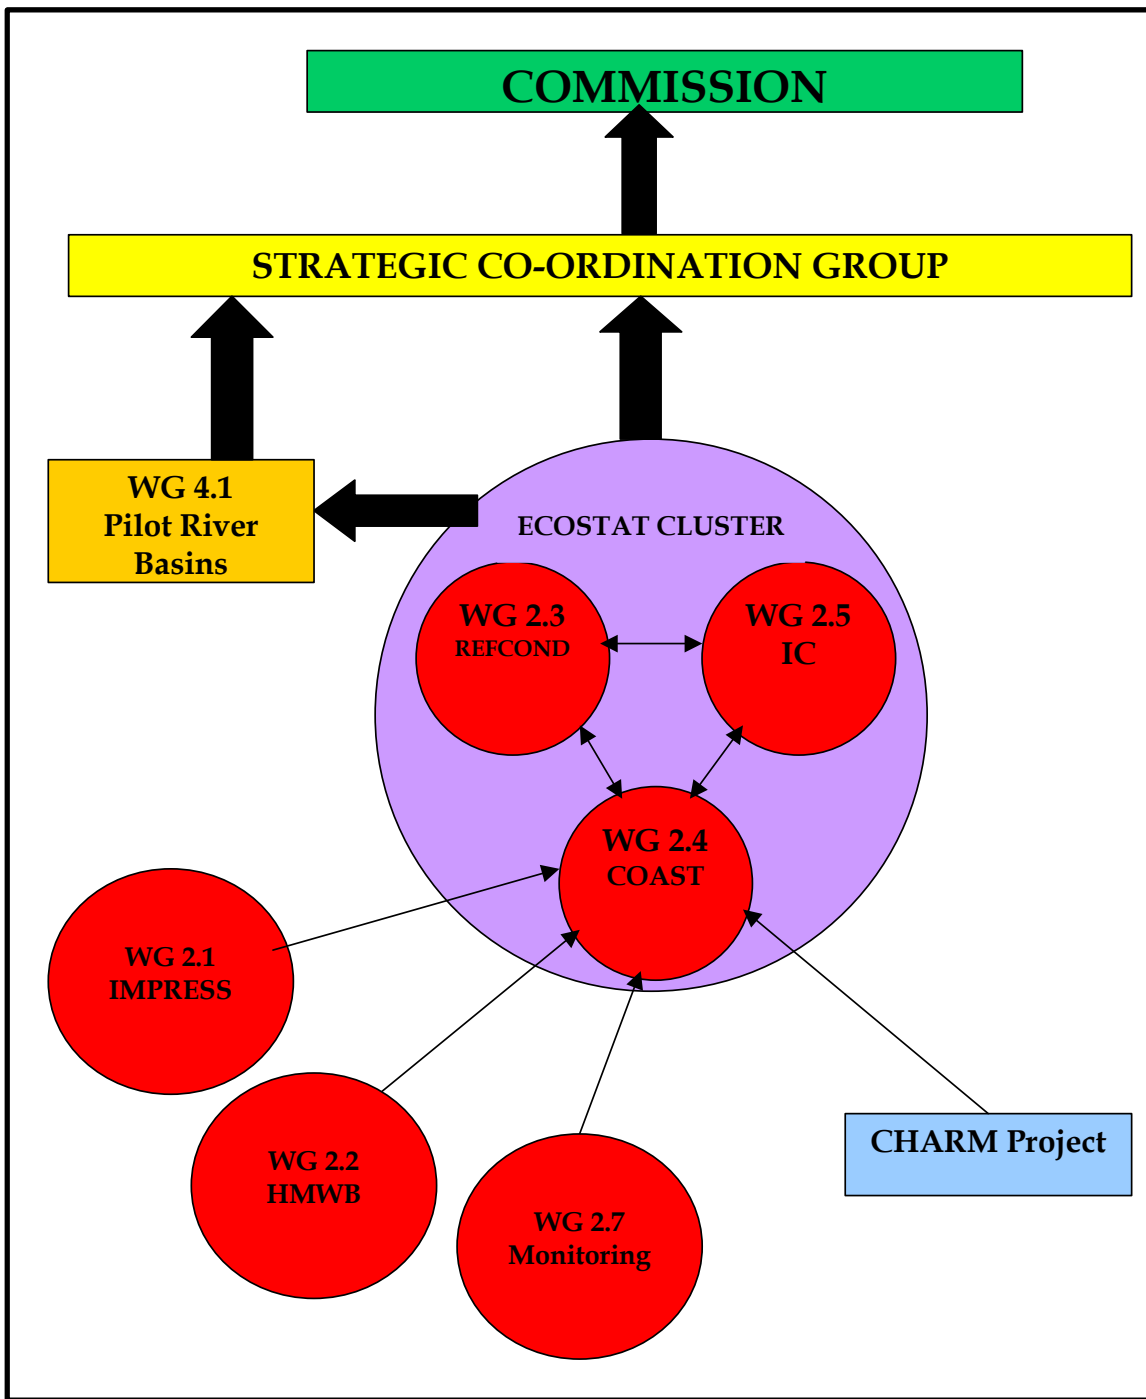 COMMISSION
STRATEGIC CO-ORDINATION GROUP
WG 4.1
Pilot River
Basins
ECOSTAT CLUSTER
WG 2.3
REFCOND
WG 2.5
IC
WG 2.4
COAST
WG 2.1
IMPRESS
WG 2.2
HMWB
WG 2.7
Monitoring
CHARM Project